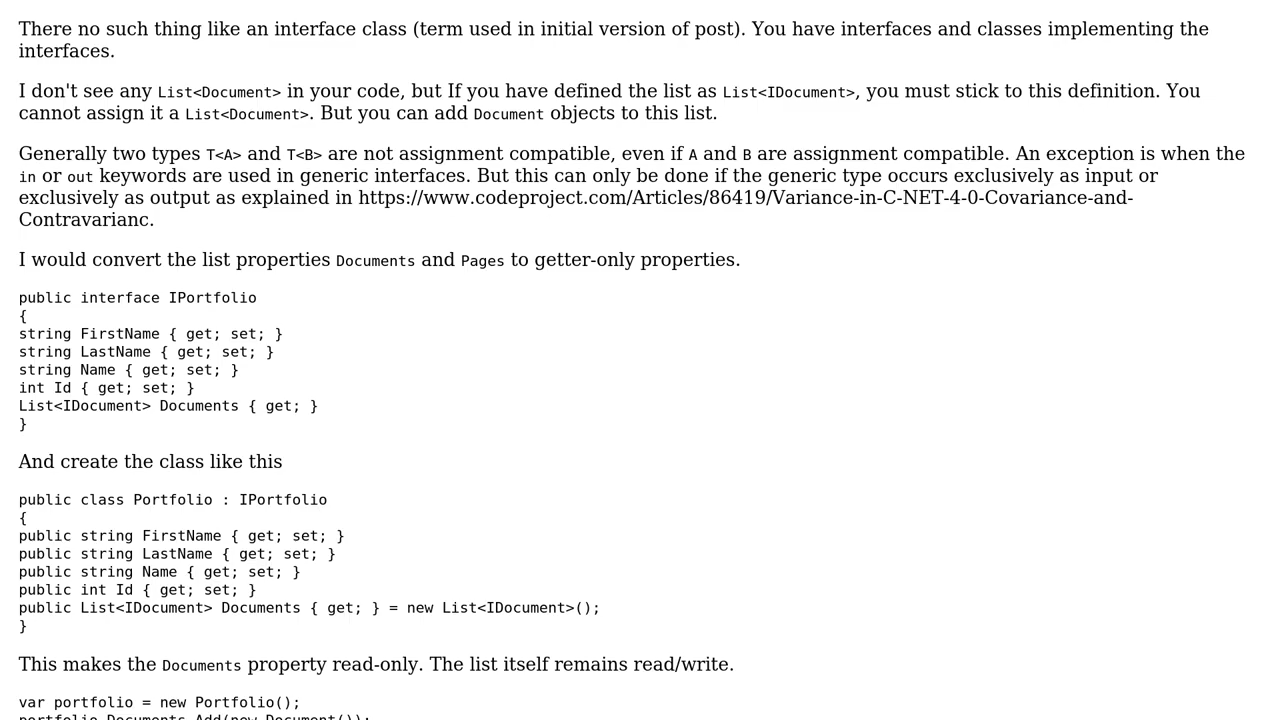 There no such thing like an interface class (term used in initial version of post). You have interfaces and classes implementing the
interfaces.
I don't see any List<Document> in your code, but If you have defined the list as List<IDocument>, you must stick to this definition. You
cannot assign it a List<Document>. But you can add Document objects to this list.
Generally two types T<A> and T<B> are not assignment compatible, even if A and B are assignment compatible. An exception is when the
in or out keywords are used in generic interfaces. But this can only be done if the generic type occurs exclusively as input or
exclusively as output as explained in https://www.codeproject.com/Articles/86419/Variance-in-C-NET-4-0-Covariance-and-
Contravarianc.
I would convert the list properties Documents and Pages to getter-only properties.
public interface IPortfolio
{
string FirstName { get; set; }
string LastName { get; set; }
string Name { get; set; }
int Id { get; set; }
List<IDocument> Documents { get; }
}
And create the class like this
public class Portfolio : IPortfolio
{
public string FirstName { get; set; }
public string LastName { get; set; }
public string Name { get; set; }
public int Id { get; set; }
public List<IDocument> Documents { get; } = new List<IDocument>();
}
This makes the Documents property read-only. The list itself remains read/write.
var portfolio = new Portfolio();
portfolio.Documents.Add(new Document());